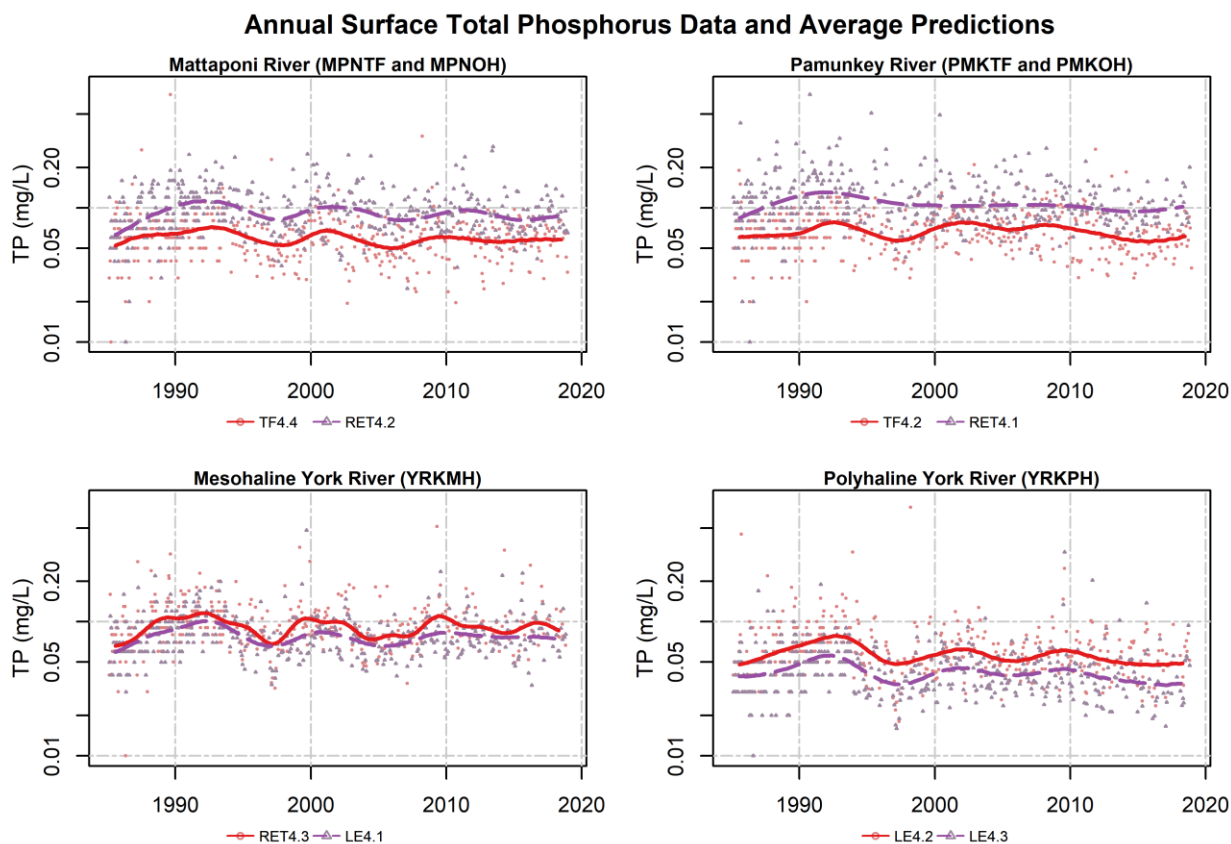 Annual Surface Total Phosphorus Data and Average Predictions
Mattaponi River (MPNTF and MPNOH)
TP (mg/L)
0.20
0.05
0.01
1990 2000 2010 2020
TF4.4 RET4.2
Pamunkey River (PMKTF and PMKOH)
TP (mg/L)
0.20
0.05
0.01
1990 2000 2010 2020
TF4.2 RET4.1
Mesohaline York River (YRKMH)
TP (mg/L)
0.20
0.05
0.01
1990 2000 2010 2020
RET4.3 LE4.1
Polyhaline York River (YRKPH)
TP (mg/L)
0.20
0.05
0.01
1990 2000 2010 2020
LE4.2 LE4.3